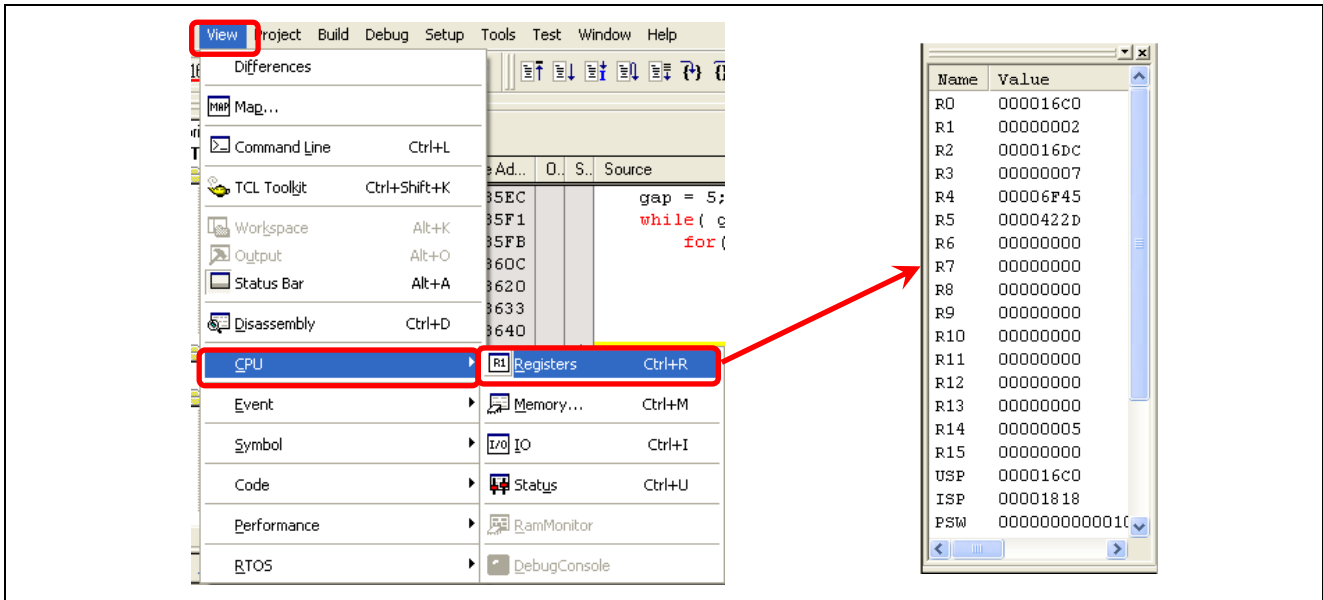 View Project Build Debug Setup Tools Test Window Help
Differences
MAP Map...
Command Line Ctrl+L
TCL Toolkit Ctrl+Shift+K
Workspace Alt+K
Output Alt+O
Status Bar Alt+A
Disassembly Ctrl+D
CPU
Event
Symbol
Code
Performance
RTOS
Ad... O.. S.. Source
35EC gap = 5;
35F1 while(
35FB for(
360C
3620
3633
3640
R1 Registers Ctrl+R
Memory... Ctrl+M
I/O IO Ctrl+I
Status Ctrl+U
RamMonitor
DebugConsole
Name Value
R0 000016C0
R1 00000002
R2 000016DC
R3 00000007
R4 00006F45
R5 0000422D
R6 00000000
R7 00000000
R8 00000000
R9 00000000
R10 00000000
R11 00000000
R12 00000000
R13 00000000
R14 00000005
R15 00000000
USP 000016C0
ISP 00001818
PSW 00000000000010